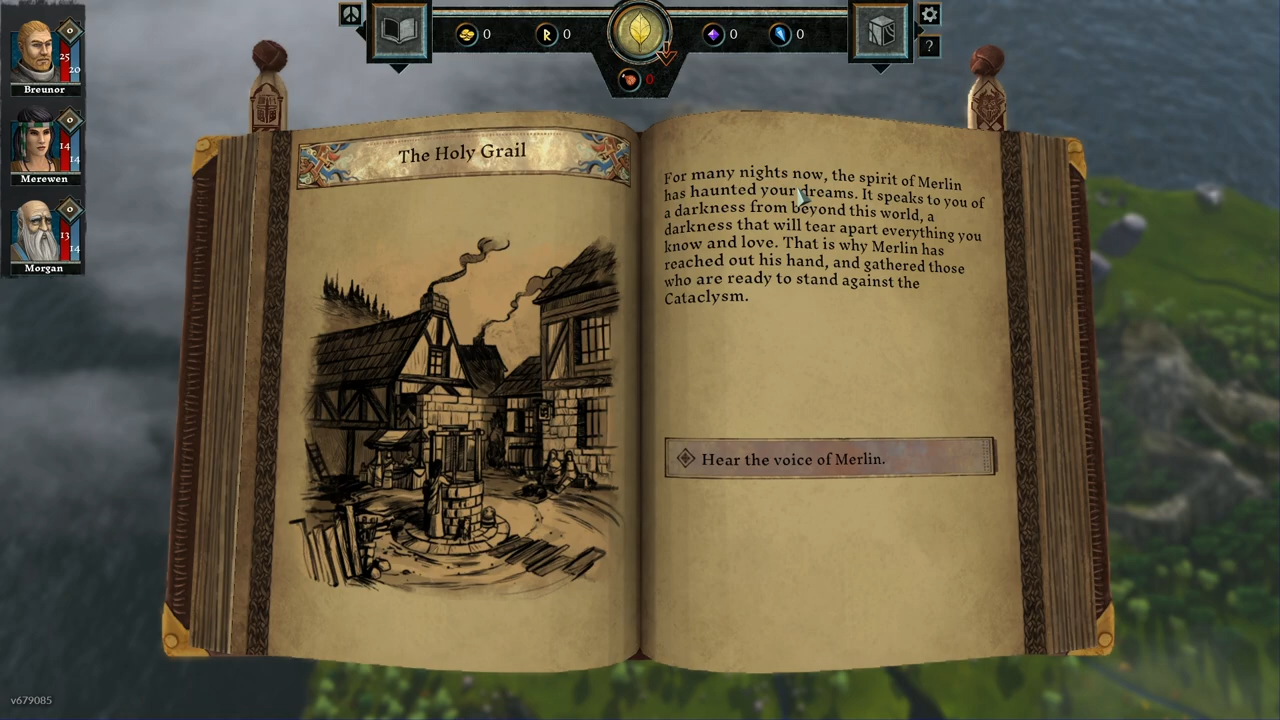 0
0
0
0
?
0
25
20
Breunor
14
14
Merewen
13
14
Morgan
The Holy Grail
For many nights now, the spirit of Merlin
has haunted your dreams. It speaks to you of
a darkness from beyond this world, a
darkness that will tear apart everything you
know and love. That is why Merlin has
reached out his hand, and gathered those
who are ready to stand against the
Cataclysm.
Hear the voice of Merlin.
v679085